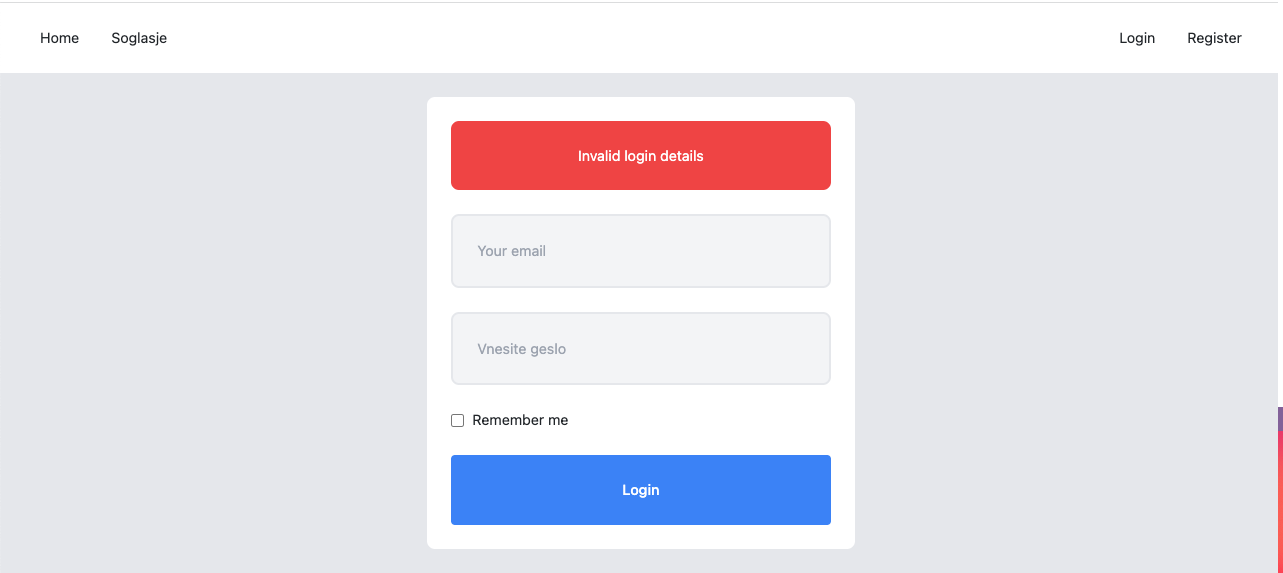 Home Soglasje Login Register
Invalid login details
Your email
Vnesite geslo
Remember me
Login